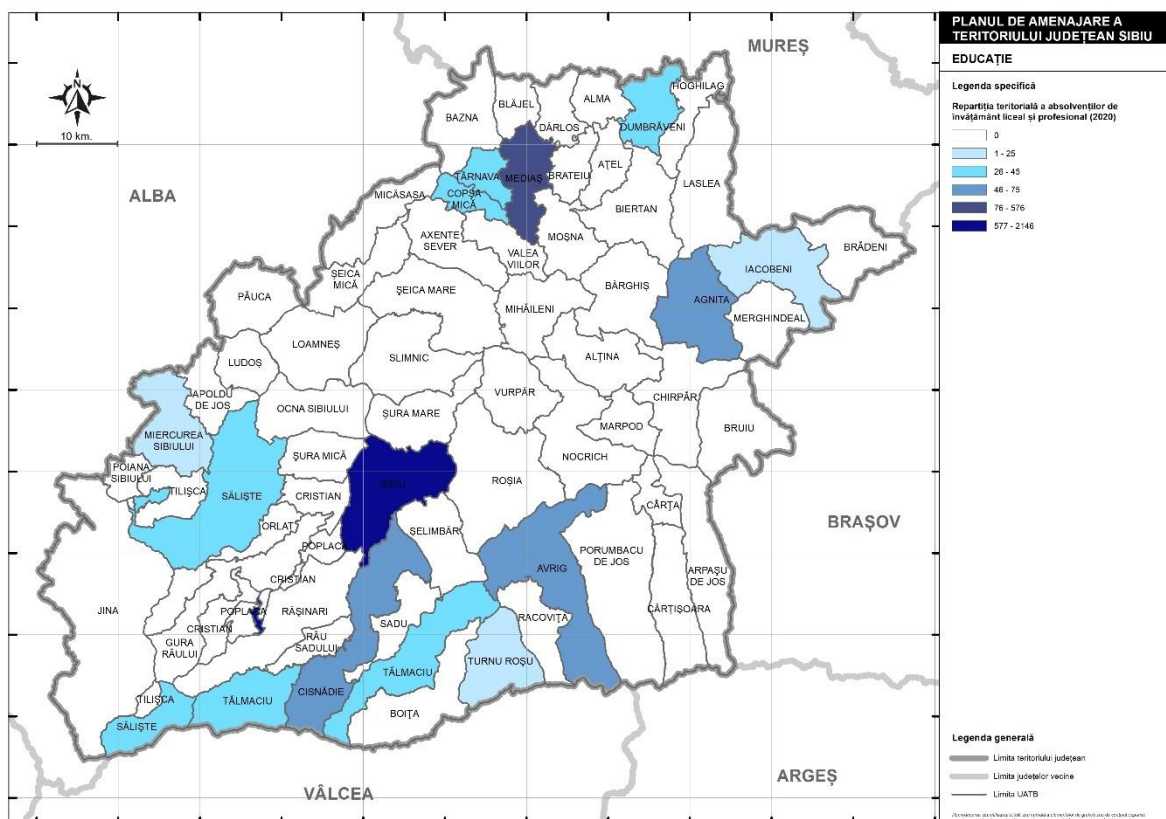 PLANUL DE AMENAJARE A
TERITORIULUI JUDEȚEAN SIBIU
EDUCAȚIE
Legenda specifică
Repartiția teritorială a absolvenților de
învățământ liceal și profesional (2020)
0
1 - 25
26 - 45
46 - 75
76 - 576
577 - 2146
N
10 km.
MUREȘ
ALBA
BRAȘOV
ARGEȘ
VÂLCEA
BAZNA
BLĂJEL
ALMA
HOGHILAG
DÂRLOS
DUMBRĂVENI
TÂRNAVA
MEDIAȘ
BRATEIU
AȚEL
LASLEA
MICĂSASA
COPȘA
MICĂ
BIERTAN
AXENTE
SEVER
MOȘNA
VALEA
VIILOR
BRĂDENI
IACOBENI
ȘEICA
MICĂ
ȘEICA MARE
BÂRGHIȘ
AGNITA
PĂUCA
MIHĂILENI
MERGHINDEAL
LOAMNEȘ
SLIMNIC
ALȚINA
LUDOȘ
APOLDU
DE JOS
VURPĂR
CHIRPĂR
OCNA SIBIULUI
ȘURA MARE
MARPOD
BRUIU
MIERCUREA
SIBIULUI
ȘURA MICĂ
NOCRICH
POIANA
SIBIULUI
TILIȘCA
SĂLIȘTE
CRISTIAN
SIBIU
ROȘIA
CÂRȚA
ORLAT
ȘELIMBĂR
POPLACA
PORUMBACU
DE JOS
AVRIG
ARPAȘU
DE JOS
CRISTIAN
JINA
POPLACA
RĂȘINARI
CÂRȚIȘOARA
SADU
RACOVIȚA
CRISTIAN
GURA
RÂULUI
RÂU
SADULUI
TURNU ROȘU
TĂLMACIU
TILIȘCA
TĂLMACIU
CISNĂDIE
BOIȚA
SĂLIȘTE
Legenda generală
Limita teritoriului județean
Limita județelor vecine
Limita UATB